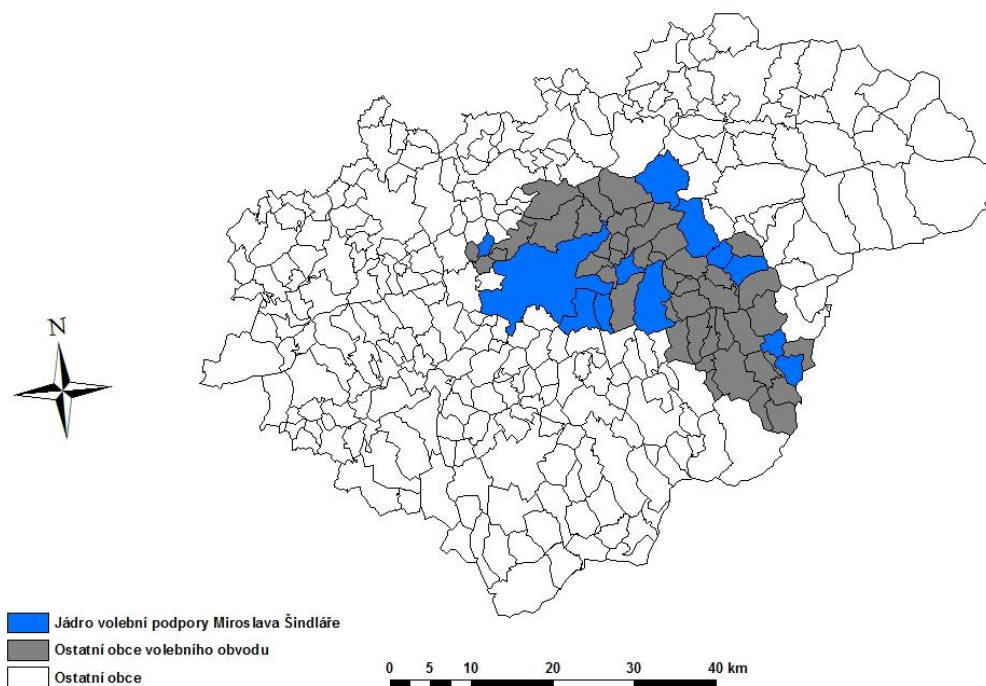 N
Jádro volební podpory Miroslava Šindláře
Ostatní obce volebního obvodu
Ostatní obce
0 5 10 20 30 40 km